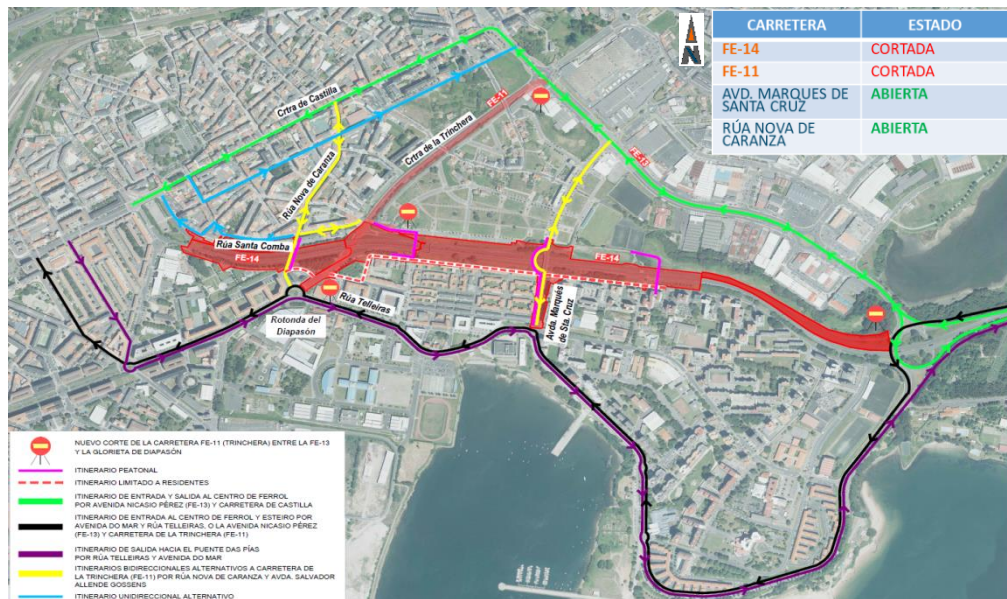 CARRETERA ESTADO
FE-14 CORTADA
FE-11 CORTADA
AVD. MARQUES DE SANTA CRUZ ABIERTA
RÚA NOVA DE CARANZA ABIERTA
N
Crtra de Castilla
FE-11
Crtra de la Trinchera
FE-13
Rúa Nova de Caranza
Rúa Santa Comba
FE-14
FE-14
Rúa Telleiras
Avda. Marqués
de Sta. Cruz
Rotonda del
Diapasón
NUEVO CORTE DE LA CARRETERA FE-11 (TRINCHERA) ENTRE LA FE-13
Y LA GLORIETA DE DIAPASÓN
ITINERARIO PEATONAL
ITINERARIO LIMITADO A RESIDENTES
ITINERARIO DE ENTRADA Y SALIDA AL CENTRO DE FERROL
POR AVENIDA NICASIO PÉREZ (FE-13) Y CARRETERA DE CASTILLA
ITINERARIO DE ENTRADA AL CENTRO DE FERROL Y ESTEIRO POR
AVENIDA DO MAR Y RÚA TELLEIRAS, O LA AVENIDA NICASIO PÉREZ
(FE-13) Y CARRETERA DE LA TRINCHERA (FE-11)
ITINERARIO DE SALIDA HACIA EL PUENTE DAS PÍAS
POR RÚA TELLEIRAS Y AVENIDA DO MAR
ITINERARIOS BIDIRECCIONALES ALTERNATIVOS A CARRETERA DE
LA TRINCHERA (FE-11) POR RÚA NOVA DE CARANZA Y AVDA. SALVADOR
ALLENDE GOSSENS
ITINERARIO UNIDIRECCIONAL ALTERNATIVO